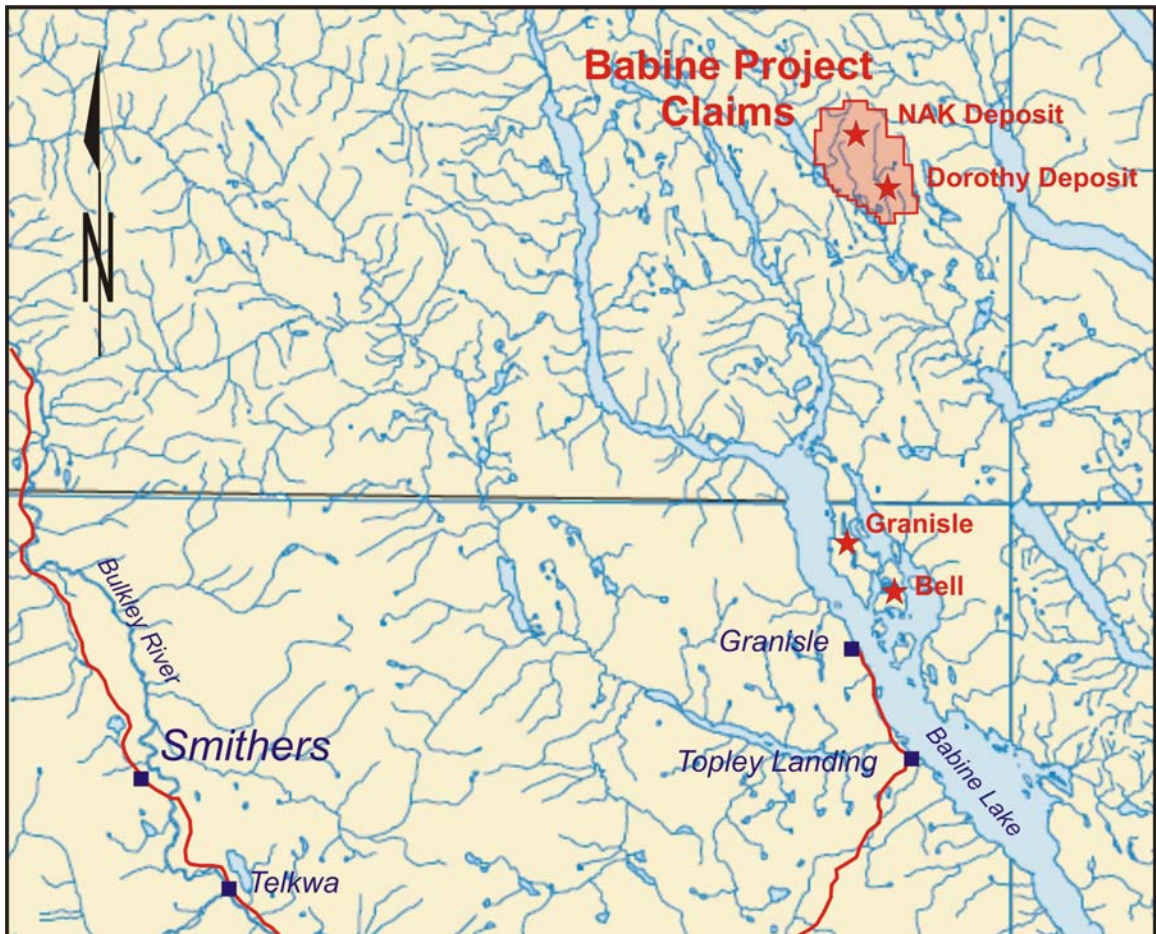 Babine Project
Claims
NAK Deposit
Dorothy Deposit
N
Granisle
Bell
Bulkley River
Granisle
Smithers
Topley Landing
Babine Lake
Telkwa